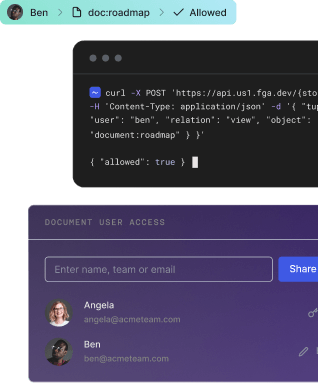 Ben doc:roadmap Allowed
~ curl -X POST 'https://api.us1.fga.dev/{sto
-H 'Content-Type: application/json' -d '{ "tu
"user": "ben", "relation": "view", "object":
"document:roadmap" } }'
{ "allowed": true }
DOCUMENT USER ACCESS
Enter name, team or email
Share
Angela
angela@acmeteam.com
Ben
ben@acmeteam.com